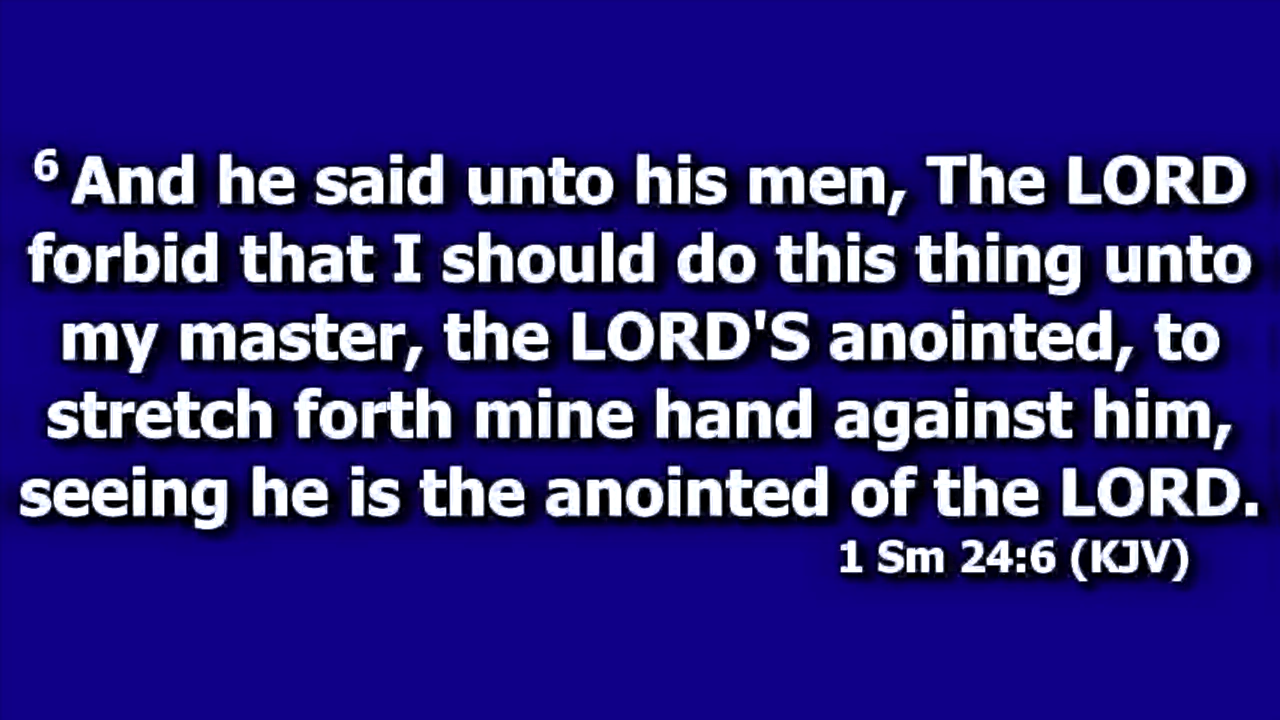 6 And he said unto his men, The LORD
forbid that I should do this thing unto
my master, the LORD'S anointed, to
stretch forth mine hand against him,
seeing he is the anointed of the LORD.
1 Sm 24:6 (KJV)